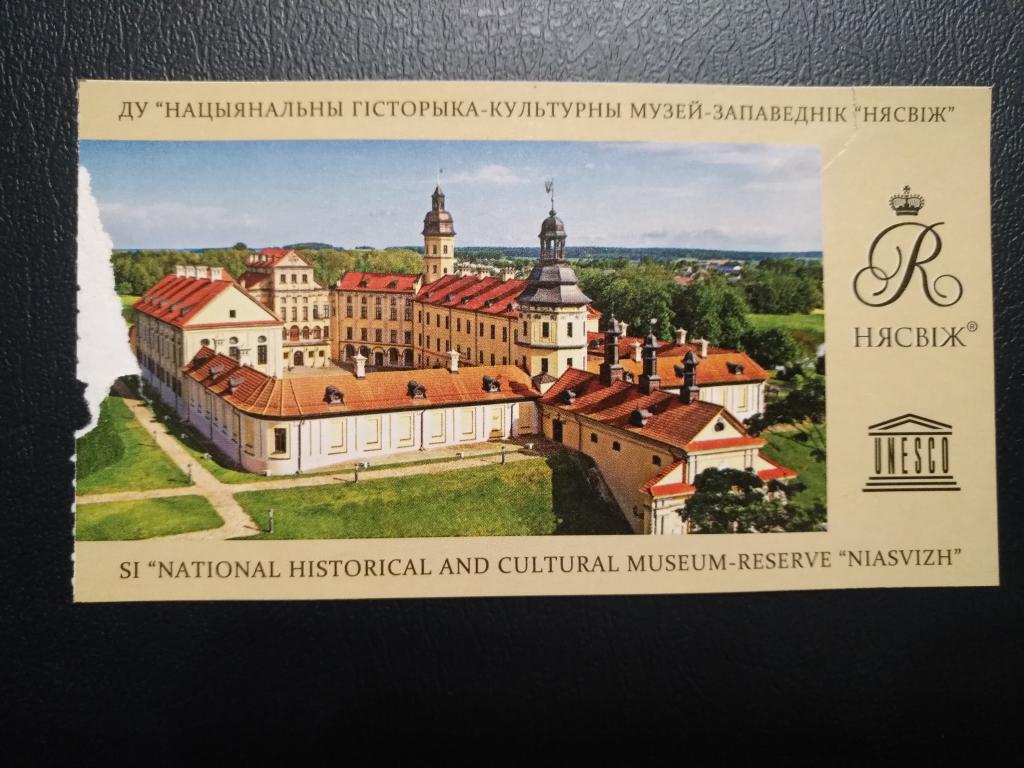 ДУ "НАЦЫЯНАЛЬНЫ ГІСТОРЫКА-КУЛЬТУРНЫ МУЗЕЙ-ЗАПАВЕДНІК "НЯСВІЖ"
R
НЯСВІЖ®
UNESCO
SI "NATIONAL HISTORICAL AND CULTURAL MUSEUM-RESERVE "NIASVIZH"